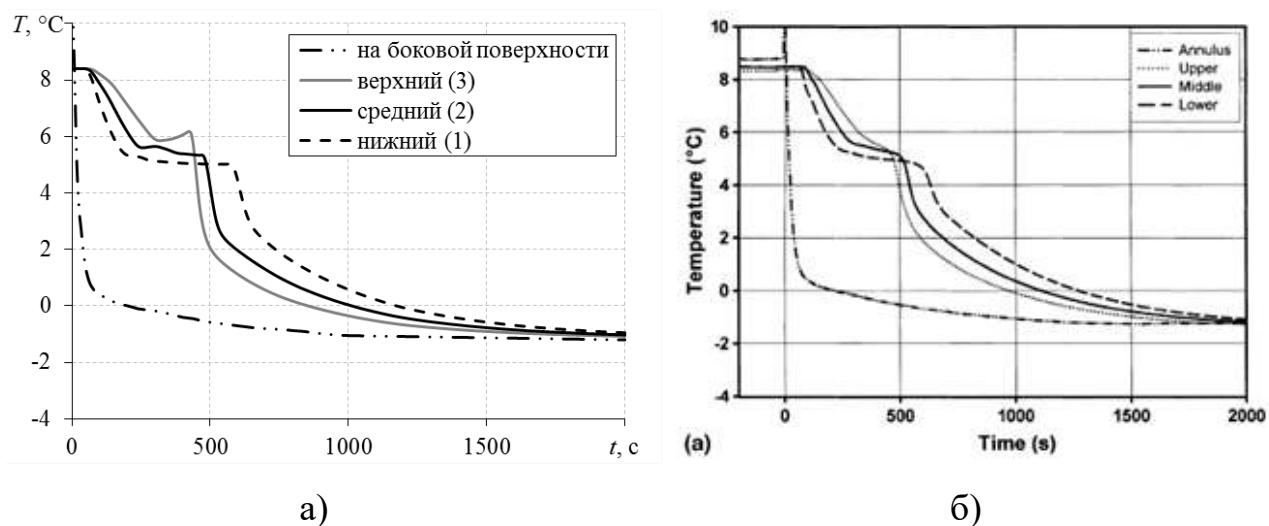 T, °C
8
6
4
2
0
-2
-4
0
500
1000
1500
t, с
на боковой поверхности
верхний (3)
средний (2)
нижний (1)
а)
Temperature (°C)
10
8
6
4
2
0
-2
-4
0
500
1000
1500
2000
Annulus
Upper
Middle
Lower
(a)
Time (s)
б)